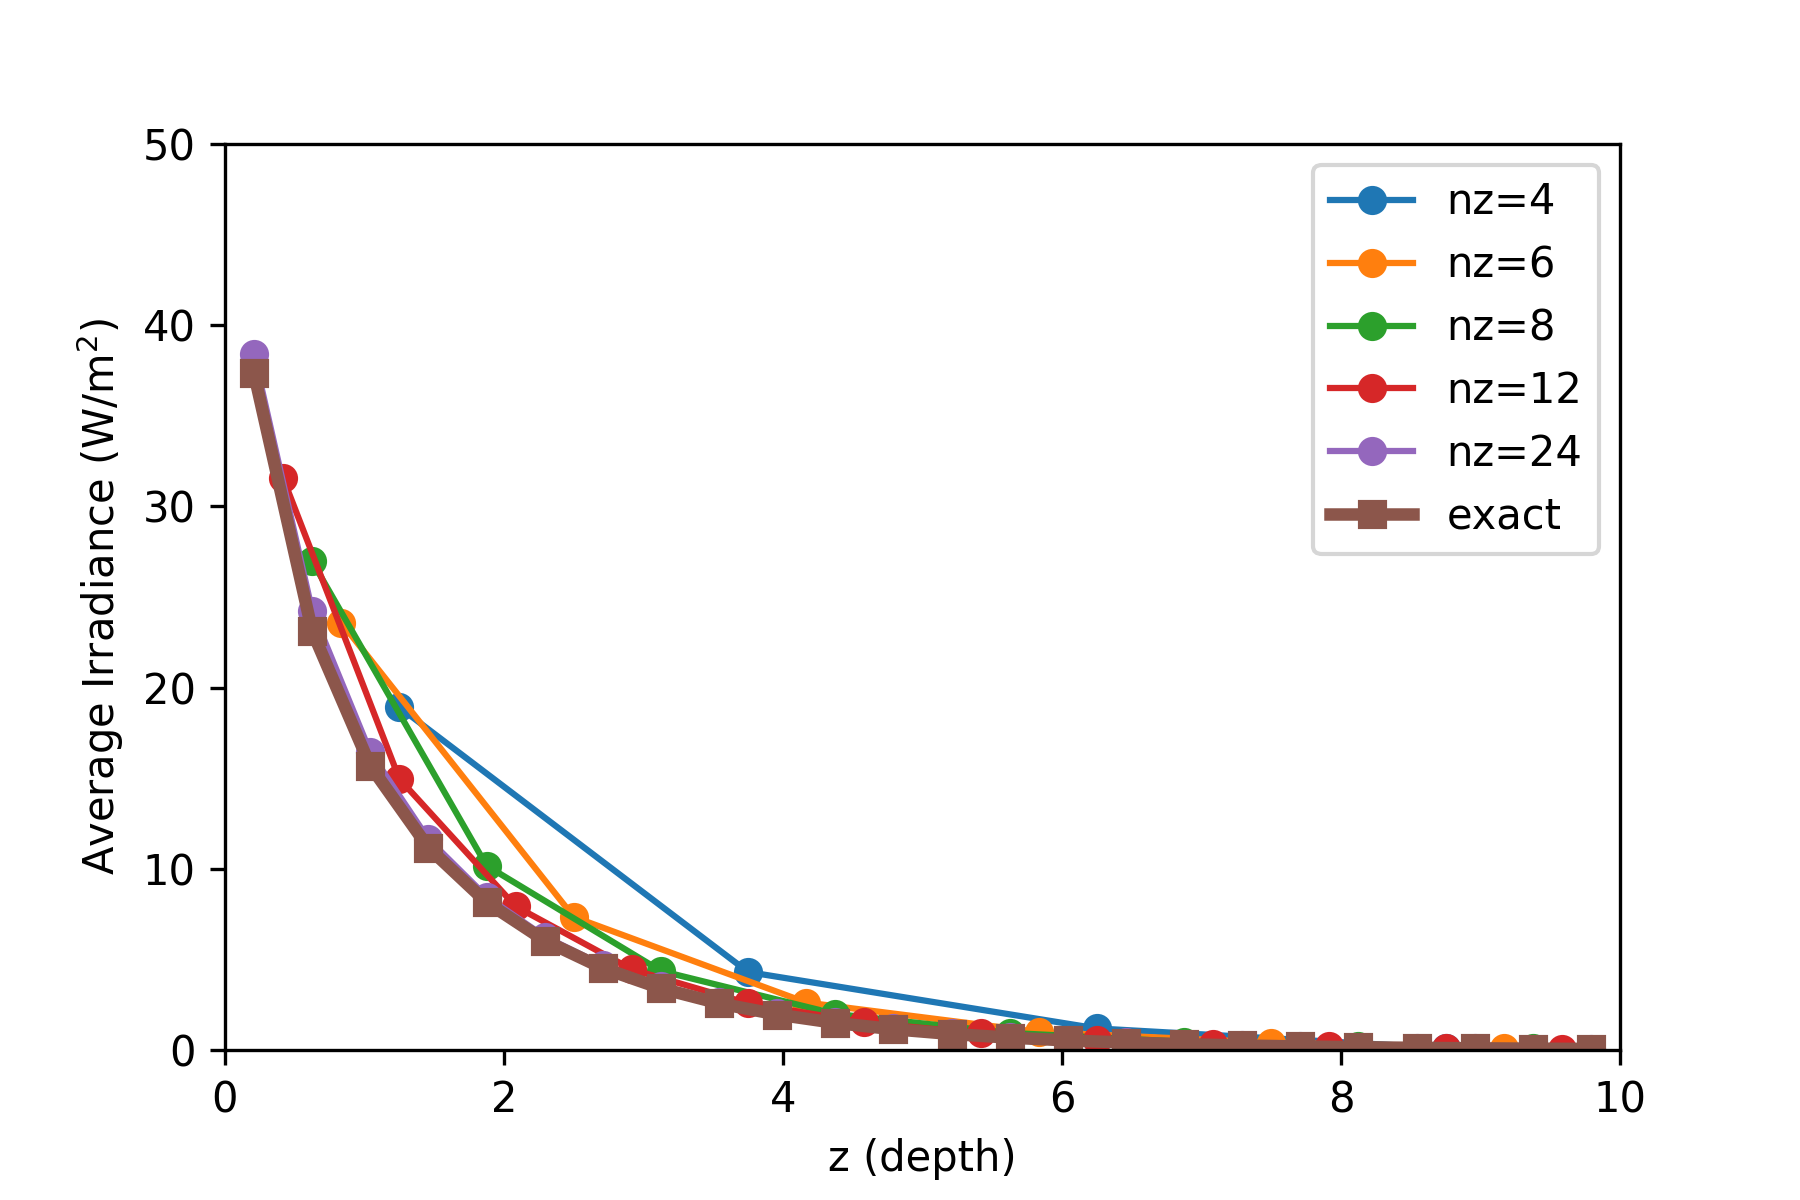 50
40
30
20
10
0
Average Irradiance (W/m²)
0 2 4 6 8 10
z (depth)
nz=4
nz=6
nz=8
nz=12
nz=24
exact